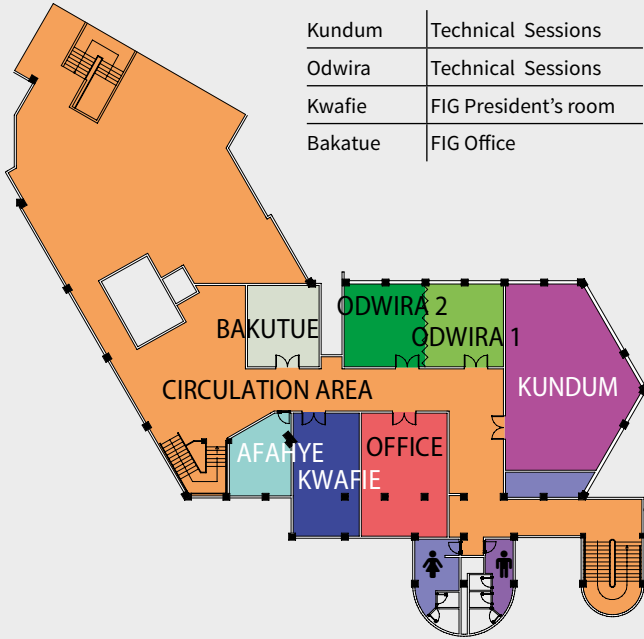 Kundum Technical Sessions
Odwira Technical Sessions
Kwafie FIG President's room
Bakatue FIG Office
ODWIRA 2
BAKUTUE
ODWIRA 1
CIRCULATION AREA
KUNDUM
AFAHYE
OFFICE
KWAFIE